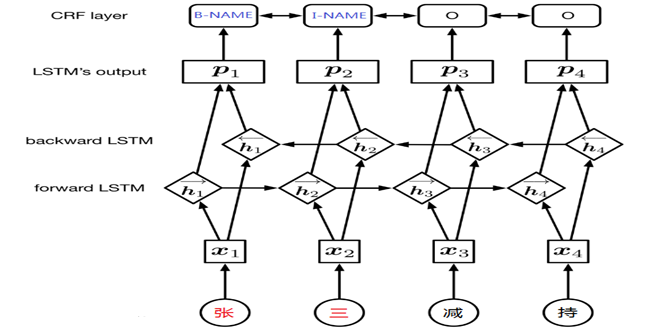 CRF layer B-NAME I-NAME O O
LSTM's output p1 p2 p3 p4
backward LSTM h1 h2 h3 h4
forward LSTM h1 h2 h3 h4
x1 x2 x3 x4
张 三 减 持